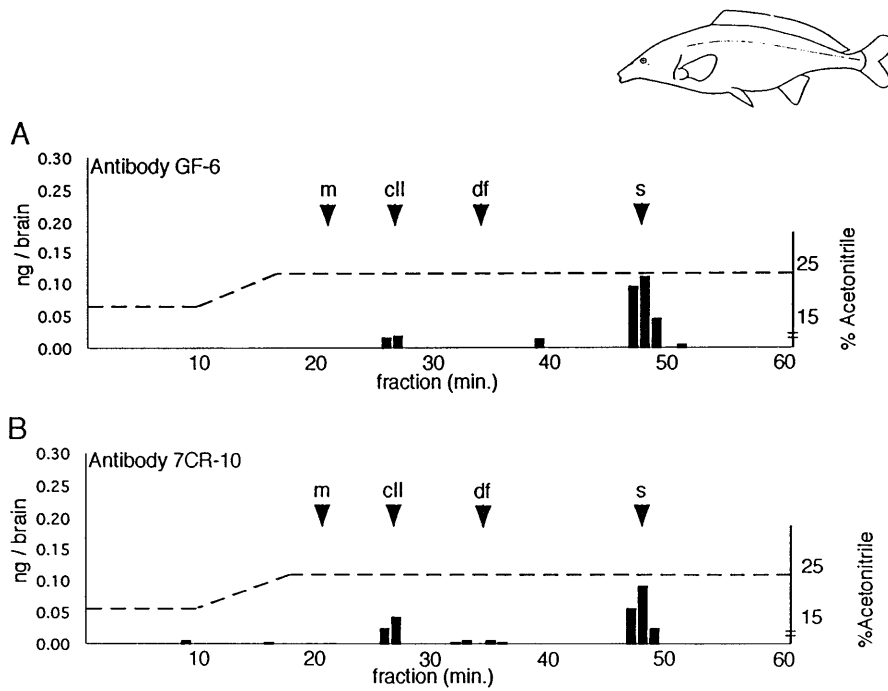 A
Antibody GF-6
0.30
0.25
0.20
0.15
0.10
0.05
0.00
ng / brain
m cII df s
25
15
% Acetonitrile
10 20 30 40 50 60
fraction (min.)
B
Antibody 7CR-10
0.30
0.25
0.20
0.15
0.10
0.05
0.00
ng / brain
m cII df s
25
15
%Acetonitrile
10 20 30 40 50 60
fraction (min.)